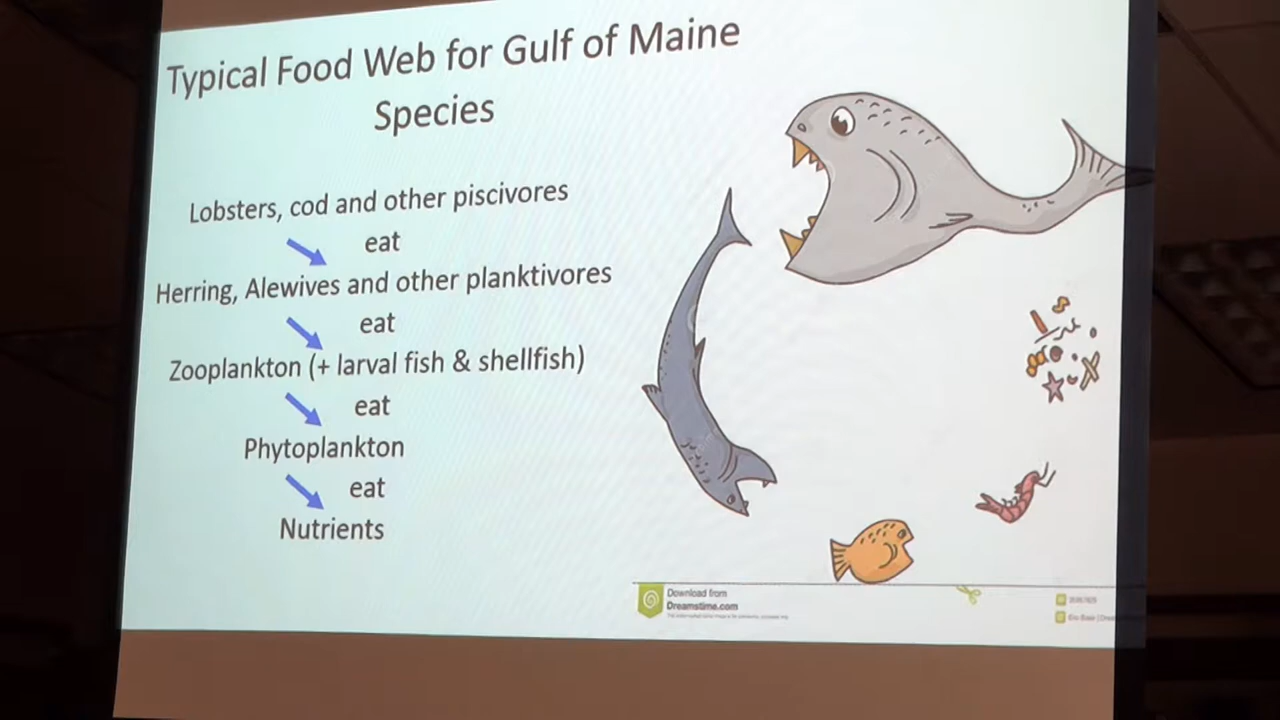 Typical Food Web for Gulf of Maine
Species
Lobsters, cod and other piscivores
eat
Herring, Alewives and other planktivores
eat
Zooplankton (+ larval fish & shellfish)
eat
Phytoplankton
eat
Nutrients
Download from
Dreamstime.com